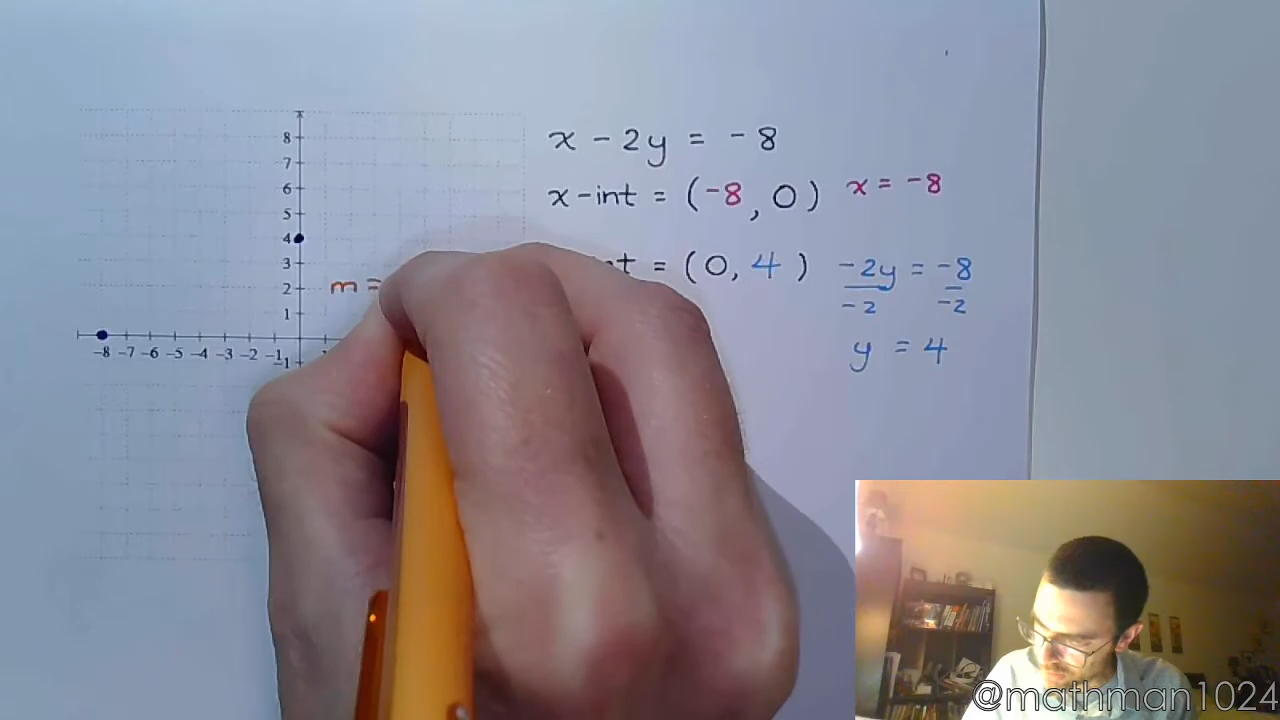 x - 2y = -8
x-int = (-8, 0) x = -8
nt = (0, 4) -2y = -8
-2 -2
y = 4
m =
8
7
6
5
4
3
2
1
-8 -7 -6 -5 -4 -3 -2 -1
-1
@mathman1024